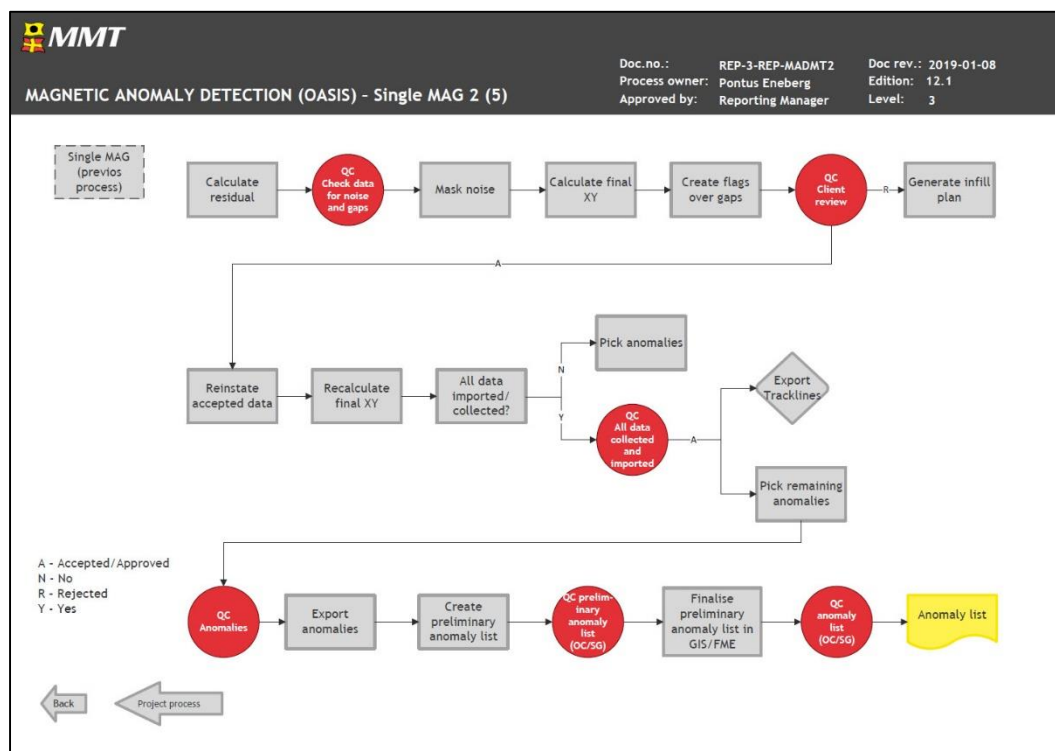 MMT
Doc.no.: REP-3-REP-MADMT2 Doc rev.: 2019-01-08
Process owner: Pontus Eneberg Edition: 12.1
MAGNETIC ANOMALY DETECTION (OASIS) – Single MAG 2 (5)
Approved by: Reporting Manager Level: 3
Single MAG
(previos
process)
Calculate
residual
QC
Check data
for noise
and gaps
Mask noise
Calculate final
XY
Create flags
over gaps
QC
Client
review
R
Generate infill
plan
A
Reinstate
accepted data
Recalculate
final XY
All data
imported/
collected?
N
Pick anomalies
Y
QC
All data
collected
and
imported
A
Export
Tracklines
Pick remaining
anomalies
A - Accepted/Approved
N - No
R - Rejected
Y - Yes
QC
Anomalies
Export
anomalies
Create
preliminary
anomaly list
QC prelim-
inary
anomaly
list
(OC/SG)
Finalise
preliminary
anomaly list in
GIS/FME
QC
anomaly
list
(OC/SG)
Anomaly list
Back
Project process